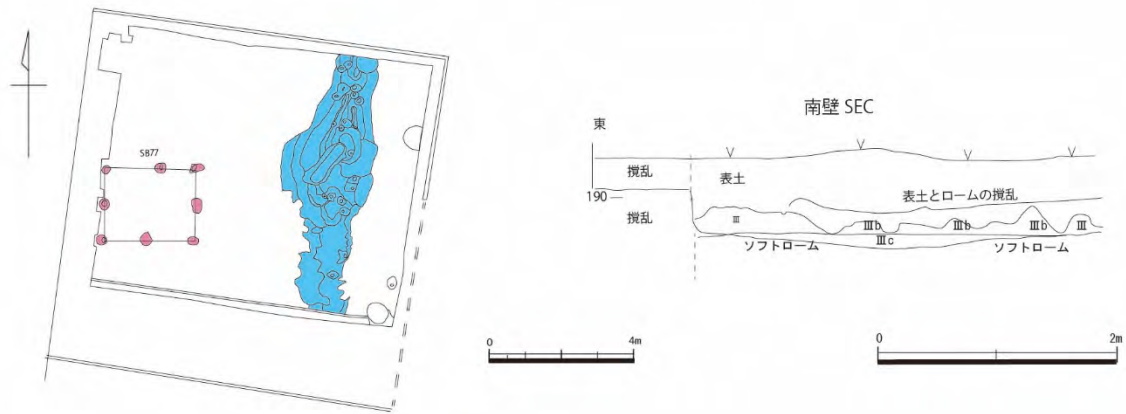 SB77
0
4m
南壁 SEC
東
190
撹乱
撹乱
表土
表土とロームの撹乱
Ⅲ
Ⅲb
Ⅲb
Ⅲb
Ⅲ
Ⅲc
ソフトローム
ソフトローム
0
2m